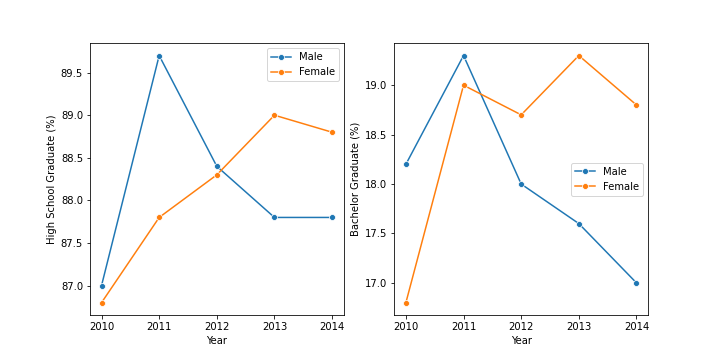 High School Graduate (%)
89.5
89.0
88.5
88.0
87.5
87.0
2010 2011 2012 2013 2014
Year
Male
Female
Bachelor Graduate (%)
19.0
18.5
18.0
17.5
17.0
2010 2011 2012 2013 2014
Year
Male
Female